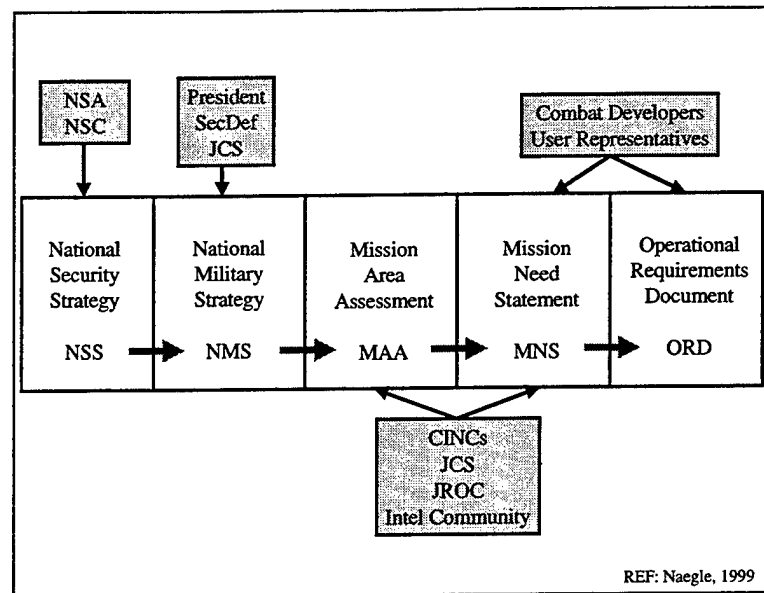 NSA
NSC
President
SecDef
JCS
Combat Developers
User Representatives
National
Security
Strategy
NSS
National
Military
Strategy
NMS
Mission
Area
Assessment
MAA
Mission
Need
Statement
MNS
Operational
Requirements
Document
ORD
CINCs
JCS
JROC
Intel Community
REF: Naegle, 1999